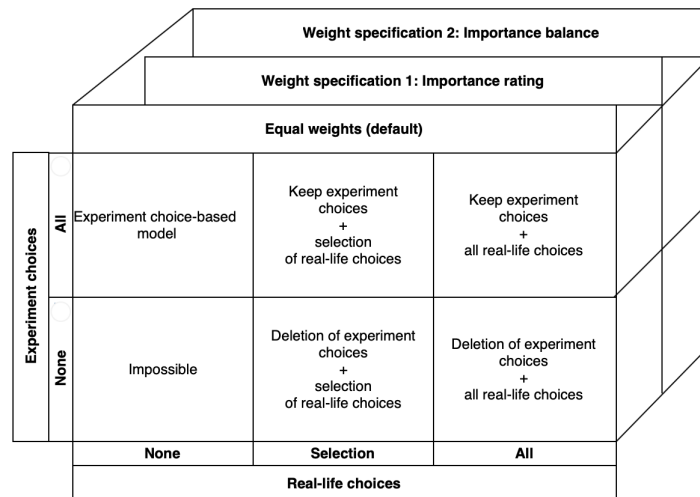 Weight specification 2: Importance balance
Weight specification 1: Importance rating
Equal weights (default)
Experiment choices
All
Experiment choice-based
model
Keep experiment
choices
+
selection
of real-life choices
Keep experiment
choices
+
all real-life choices
None
Impossible
Deletion of experiment
choices
+
selection
of real-life choices
Deletion of experiment
choices
+
all real-life choices
None
Selection
All
Real-life choices